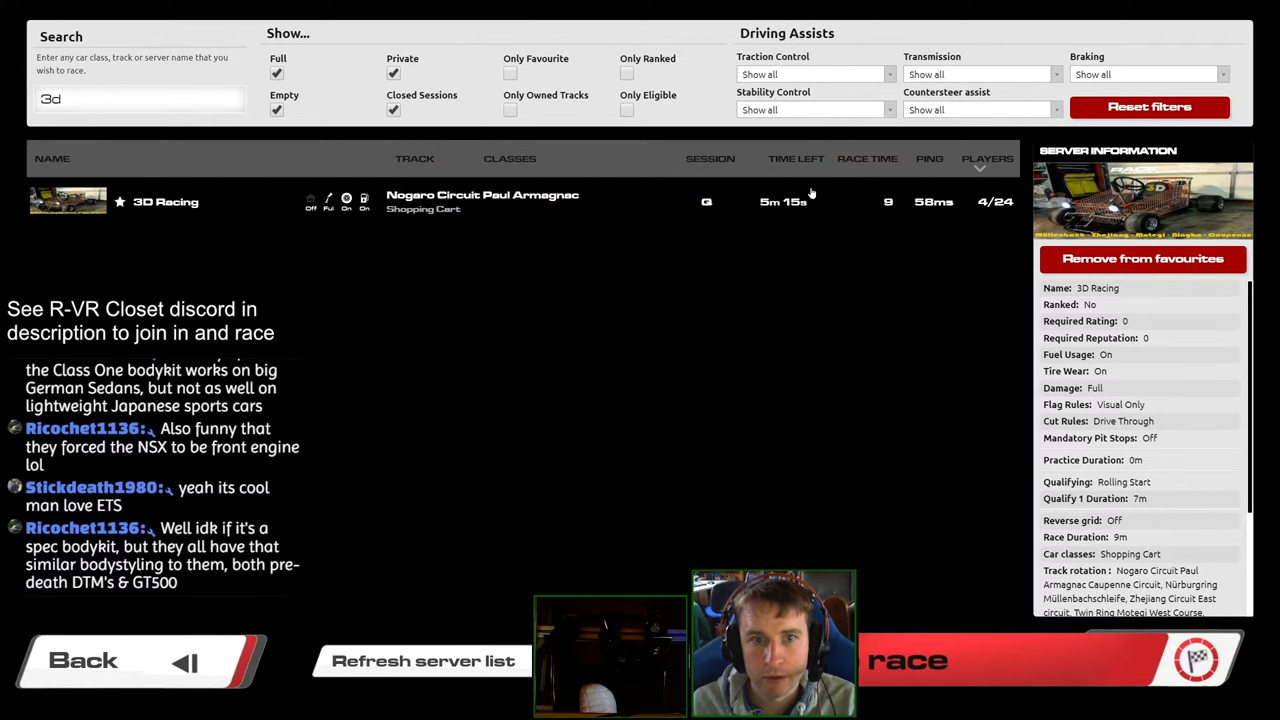 Search
Enter any car class, track or server name that you
wish to race.
3d
Show...
Full
Private
Only Favourite
Only Ranked
Empty
Closed Sessions
Only Owned Tracks
Only Eligible
Driving Assists
Traction Control
Transmission
Braking
Show all
Show all
Show all
Stability Control
Countersteer assist
Show all
Show all
Reset filters
NAME
TRACK
CLASSES
SESSION
TIME LEFT
RACE TIME
PING
PLAYERS
3D Racing
Off
Ful
On
On
Nogaro Circuit Paul Armagnac
Shopping Cart
Q
5m 15s
9
58ms
4/24
SERVER INFORMATION
RACE 3D
Müllenbach - Zhejiang - Motegi - Ningbo - Caupenne
Remove from favourites
Name: 3D Racing
Ranked: No
Required Rating: 0
Required Reputation: 0
Fuel Usage: On
Tire Wear: On
Damage: Full
Flag Rules: Visual Only
Cut Rules: Drive Through
Mandatory Pit Stops: Off
Practice Duration: 0m
Qualifying: Rolling Start
Qualify 1 Duration: 7m
Reverse grid: Off
Race Duration: 9m
Car classes: Shopping Cart
Track rotation : Nogaro Circuit Paul
Armagnac Caupenne Circuit, Nürburgring
Müllenbachschleife, Zhejiang Circuit East
circuit, Twin Ring Motegi West Course,
See R-VR Closet discord in
description to join in and race
the Class One bodykit works on big
German Sedans, but not as well on
lightweight Japanese sports cars
Ricochet1136: Also funny that
they forced the NSX to be front engine
lol
Stickdeath1980: yeah its cool
man love ETS
Ricochet1136: Well idk if it's a
spec bodykit, but they all have that
similar bodystyling to them, both pre-
death DTM's & GT500
Back
Refresh server list
race